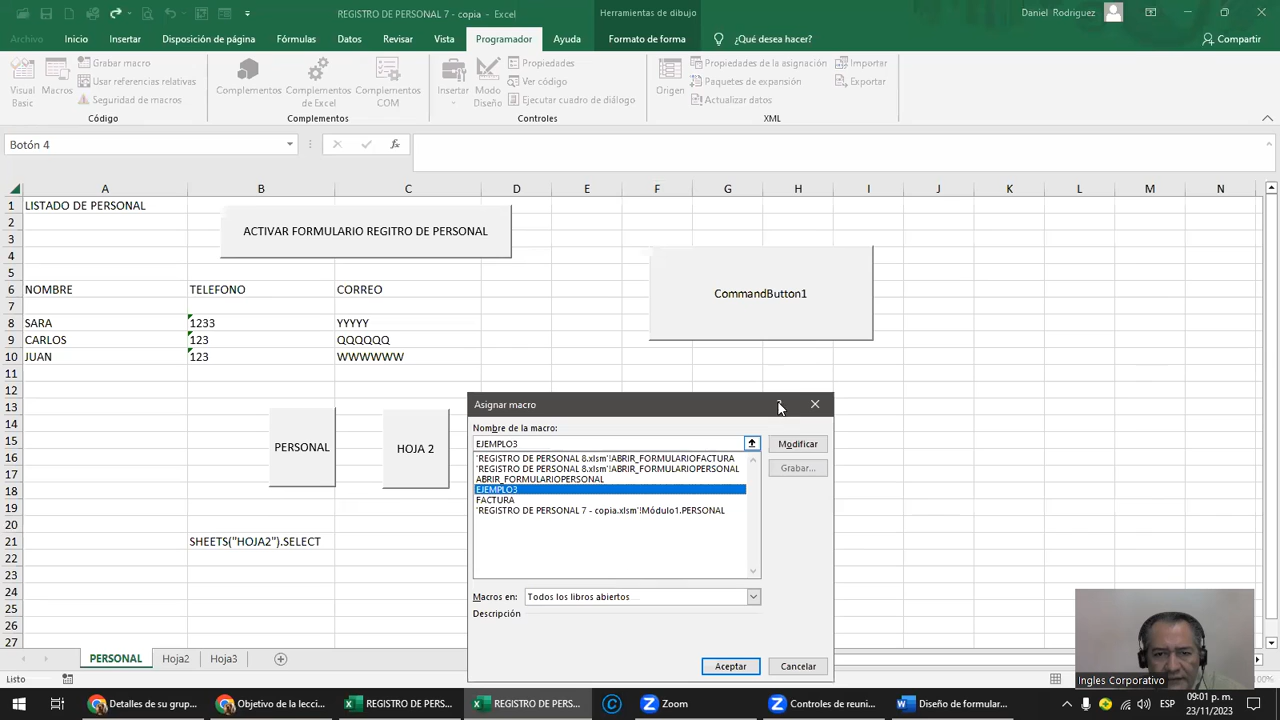 REGISTRO DE PERSONAL 7 - copia - Excel
Herramientas de dibujo
Daniel Rodriguez
Archivo Inicio Insertar Disposición de página Fórmulas Datos Revisar Vista Programador Ayuda Formato de forma ¿Qué desea hacer? Compartir
Visual Basic
Macros
Grabar macro
Usar referencias relativas
Seguridad de macros
Código
Complementos
Complementos de Excel
Complementos COM
Complementos
Insertar
Modo Diseño
Propiedades
Ver código
Ejecutar cuadro de diálogo
Controles
Origen
Propiedades de la asignación
Paquetes de expansión
Actualizar datos
Importar
Exportar
XML
Botón 4
fx
A B C D E F G H I J K L M N
1 LISTADO DE PERSONAL
2
ACTIVAR FORMULARIO REGITRO DE PERSONAL
3
4
5
6 NOMBRE TELEFONO CORREO
CommandButton1
7
8 SARA 1233 YYYYY
9 CARLOS 123 QQQQQQ
10 JUAN 123 WWWWWW
11
12
13
14
15
PERSONAL HOJA 2
16
17
18
19
20
21 SHEETS("HOJA2").SELECT
22
23
24
25
26
27
Asignar macro ?
Nombre de la macro:
EJEMPLO3
Modificar
'REGISTRO DE PERSONAL 8.xlsm'!ABRIR_FORMULARIOFACTURA
'REGISTRO DE PERSONAL 8.xlsm'!ABRIR_FORMULARIOPERSONAL
Grabar...
ABRIR_FORMULARIOPERSONAL
EJEMPLO3
FACTURA
'REGISTRO DE PERSONAL 7 - copia.xlsm'!Módulo1.PERSONAL
Macros en: Todos los libros abiertos
Descripción
Aceptar Cancelar
Ingles Corporativo
PERSONAL Hoja2 Hoja3
Listo
100%
Detalles de su grup...
Objetivo de la lecci...
REGISTRO DE PERS...
REGISTRO DE PERS...
Zoom
Controles de reuni...
Diseño de formular...
ESP
09:01 p. m.
23/11/2023